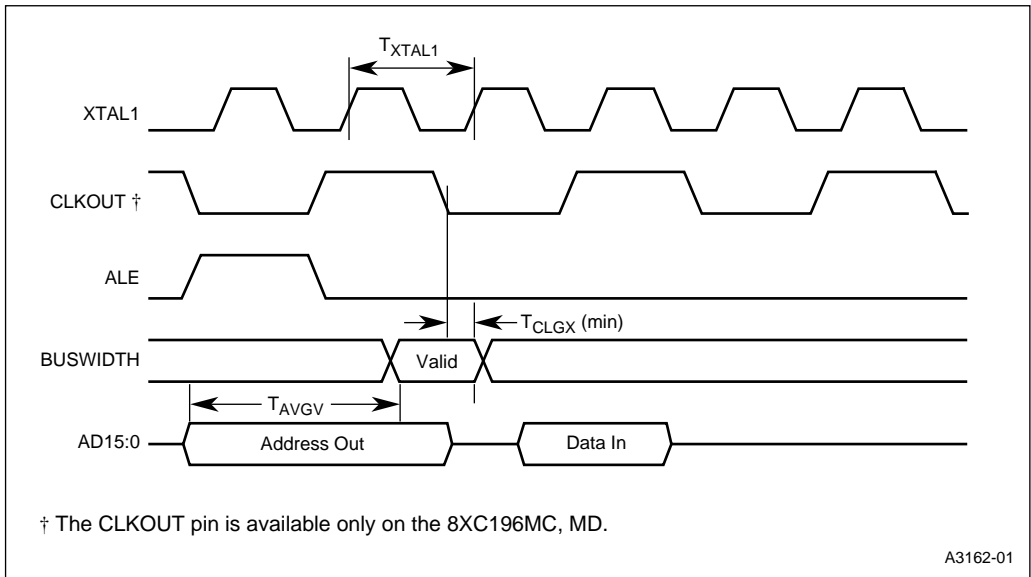 TXTAL1
XTAL1
CLKOUT †
ALE
TCLGX (min)
BUSWIDTH
Valid
TAVGV
AD15:0
Address Out
Data In
† The CLKOUT pin is available only on the 8XC196MC, MD.
A3162-01